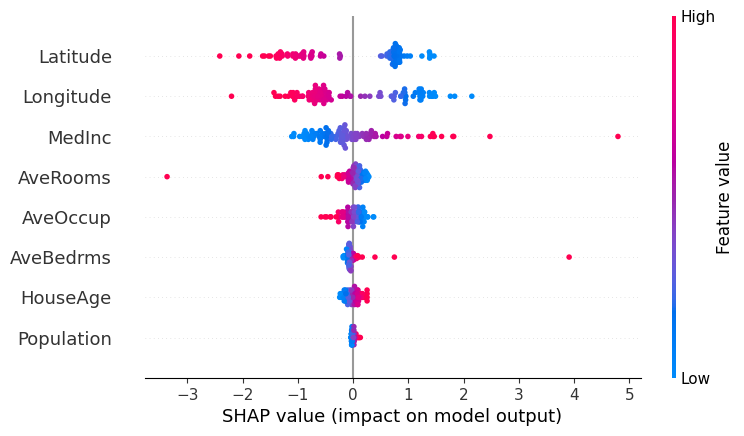 High
Latitude
Longitude
MedInc
AveRooms
AveOccup
AveBedrms
HouseAge
Population
Feature value
Low
−3 −2 −1 0 1 2 3 4 5
SHAP value (impact on model output)